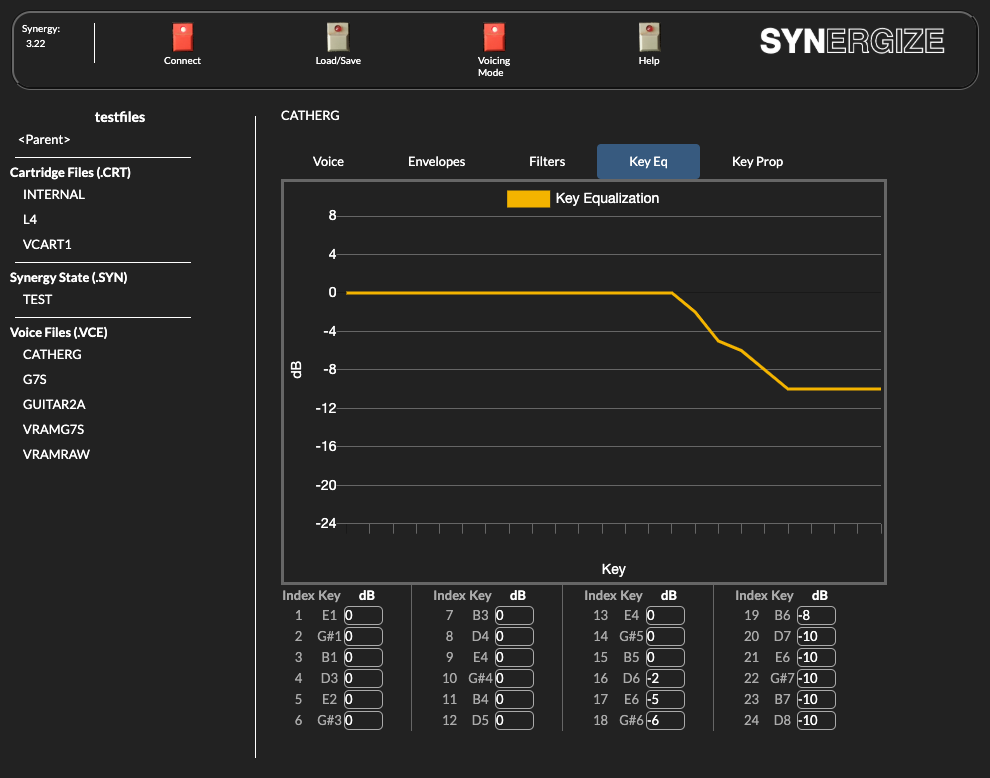 Synergy:
3.22
Connect
Load/Save
Voicing
Mode
Help
SYNERGIZE
testfiles
<Parent>
Cartridge Files (.CRT)
INTERNAL
L4
VCART1
Synergy State (.SYN)
TEST
Voice Files (.VCE)
CATHERG
G7S
GUITAR2A
VRAMG7S
VRAMRAW
CATHERG
Voice Envelopes Filters Key Eq Key Prop
Key Equalization
8
4
0
-4
-8
-12
-16
-20
-24
dB
Key
Index Key dB Index Key dB Index Key dB Index Key dB
1 E1 0 7 B3 0 13 E4 0 19 B6 -8
2 G#1 0 8 D4 0 14 G#5 0 20 D7 -10
3 B1 0 9 E4 0 15 B5 0 21 E6 -10
4 D3 0 10 G#4 0 16 D6 -2 22 G#7 -10
5 E2 0 11 B4 0 17 E6 -5 23 B7 -10
6 G#3 0 12 D5 0 18 G#6 -6 24 D8 -10